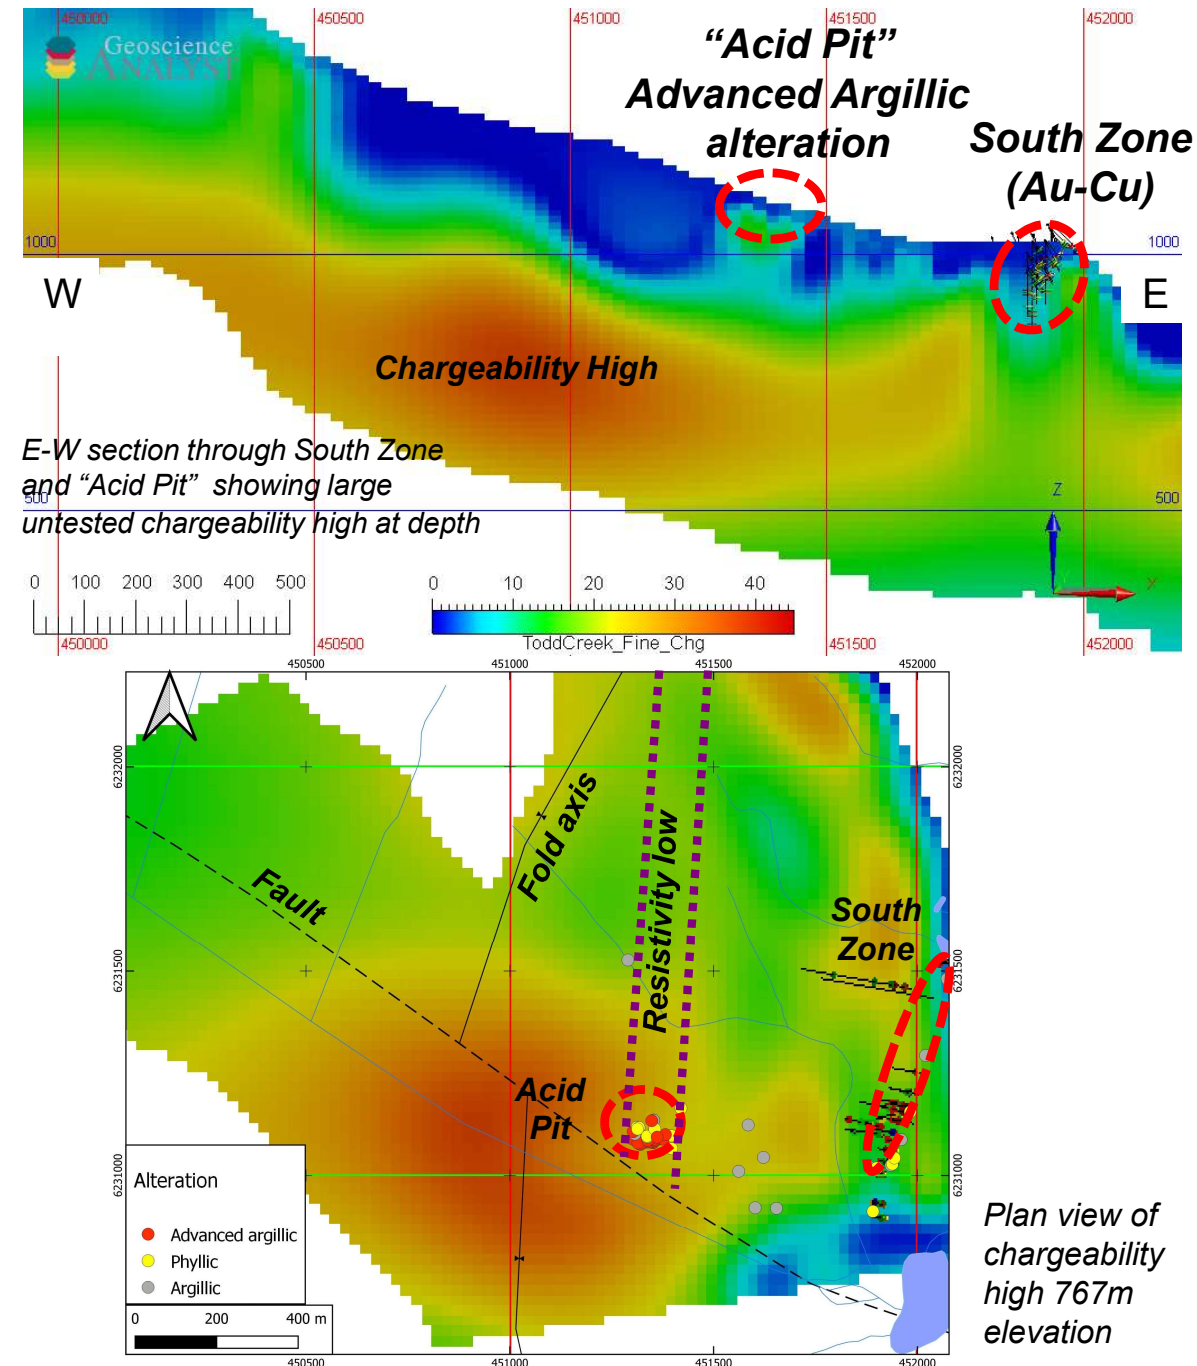 450000
450500
451000
451500
452000
Geoscience
ANALYST
“Acid Pit”
Advanced Argillic
alteration
South Zone
(Au-Cu)
1000
1000
W
E
Chargeability High
E-W section through South Zone
and “Acid Pit” showing large
untested chargeability high at depth
500
500
Z
X
0 100 200 300 400 500
0 10 20 30 40
ToddCreek_Fine_Chg
450000
450500
451500
452000
450500
451000
451500
452000
6232000
6232000
Fold axis
Resistivity low
Fault
South
Zone
6231500
6231500
Acid
Pit
6231000
6231000
Alteration
Advanced argillic
Phyllic
Argillic
0 200 400 m
450500
451000
451500
452000
Plan view of
chargeability
high 767m
elevation